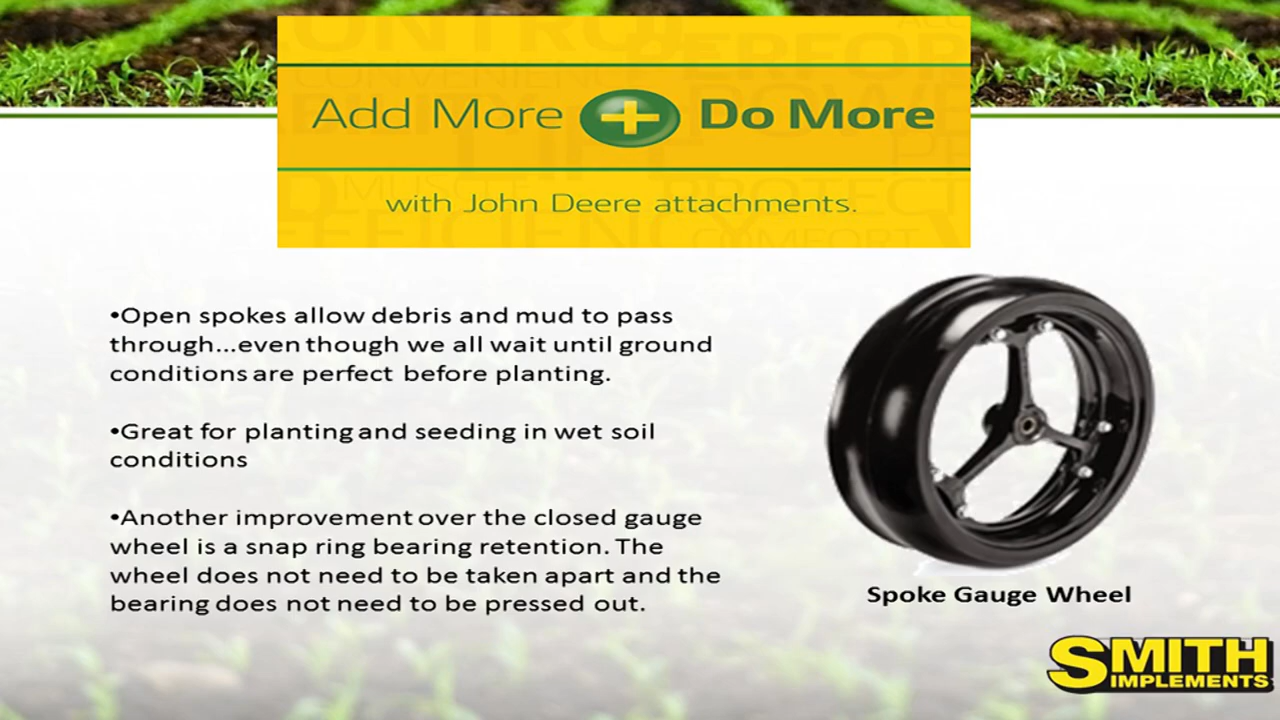 Add More + Do More
with John Deere attachments.
•Open spokes allow debris and mud to pass
through...even though we all wait until ground
conditions are perfect before planting.
•Great for planting and seeding in wet soil
conditions
•Another improvement over the closed gauge
wheel is a snap ring bearing retention. The
wheel does not need to be taken apart and the
bearing does not need to be pressed out.
Spoke Gauge Wheel
SMITH
IMPLEMENTS